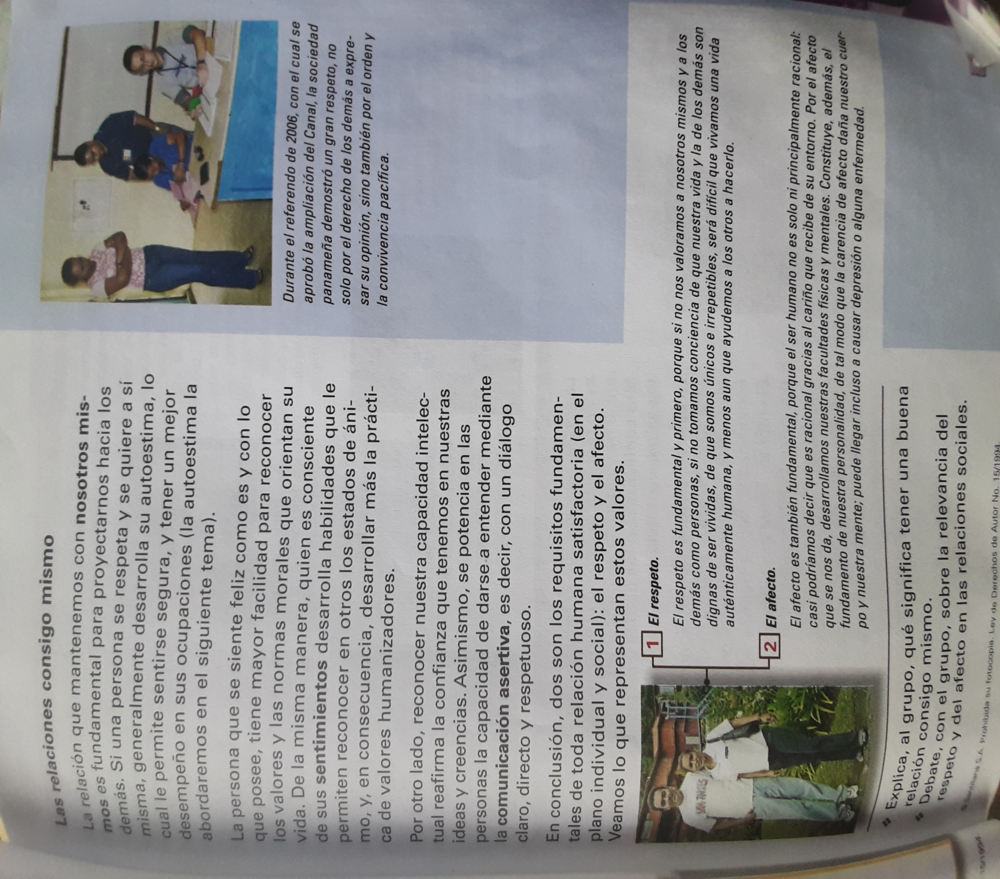 Las relaciones consigo mismo
La relación que mantenemos con nosotros mis-
mos es fundamental para proyectarnos hacia los
demás. Si una persona se respeta y se quiere a sí
misma, generalmente desarrolla su autoestima, lo
cual le permite sentirse segura, y tener un mejor
desempeño en sus ocupaciones (la autoestima la
abordaremos en el siguiente tema).
La persona que se siente feliz como es y con lo
que posee, tiene mayor facilidad para reconocer
los valores y las normas morales que orientan su
vida. De la misma manera, quien es consciente
de sus sentimientos desarrolla habilidades que le
permiten reconocer en otros los estados de áni-
mo, y, en consecuencia, desarrollar más la prácti-
ca de valores humanizadores.
Por otro lado, reconocer nuestra capacidad intelec-
tual reafirma la confianza que tenemos en nuestras
ideas y creencias. Asimismo, se potencia en las
personas la capacidad de darse a entender mediante
la comunicación asertiva, es decir, con un diálogo
claro, directo y respetuoso.
En conclusión, dos son los requisitos fundamen-
tales de toda relación humana satisfactoria (en el
plano individual y social): el respeto y el afecto.
Veamos lo que representan estos valores.
Durante el referendo de 2006, con el cual se
aprobó la ampliación del Canal, la sociedad
panameña demostró un gran respeto, no
solo por el derecho de los demás a expre-
sar su opinión, sino también por el orden y
la convivencia pacífica.
1 El respeto.
El respeto es fundamental y primero, porque si no nos valoramos a nosotros mismos y a los
demás como personas, si no tomamos conciencia de que nuestra vida y la de los demás son
dignas de ser vividas, de que somos únicos e irrepetibles, será difícil que vivamos una vida
auténticamente humana, y menos aun que ayudemos a los otros a hacerlo.
2 El afecto.
El afecto es también fundamental, porque el ser humano no es solo ni principalmente racional:
casi podríamos decir que es racional gracias al cariño que recibe de su entorno. Por el afecto
que se nos da, desarrollamos nuestras facultades físicas y mentales. Constituye, además, el
fundamento de nuestra personalidad, de tal modo que la carencia de afecto daña nuestro cuer-
po y nuestra mente; puede llegar incluso a causar depresión o alguna enfermedad.
Explica, al grupo, qué significa tener una buena
relación consigo mismo.
Debate, con el grupo, sobre la relevancia del
respeto y del afecto en las relaciones sociales.
© Santillana S.A. Prohibida su fotocopia. Ley de Derechos de Autor No. 15/1994.
15/1994.